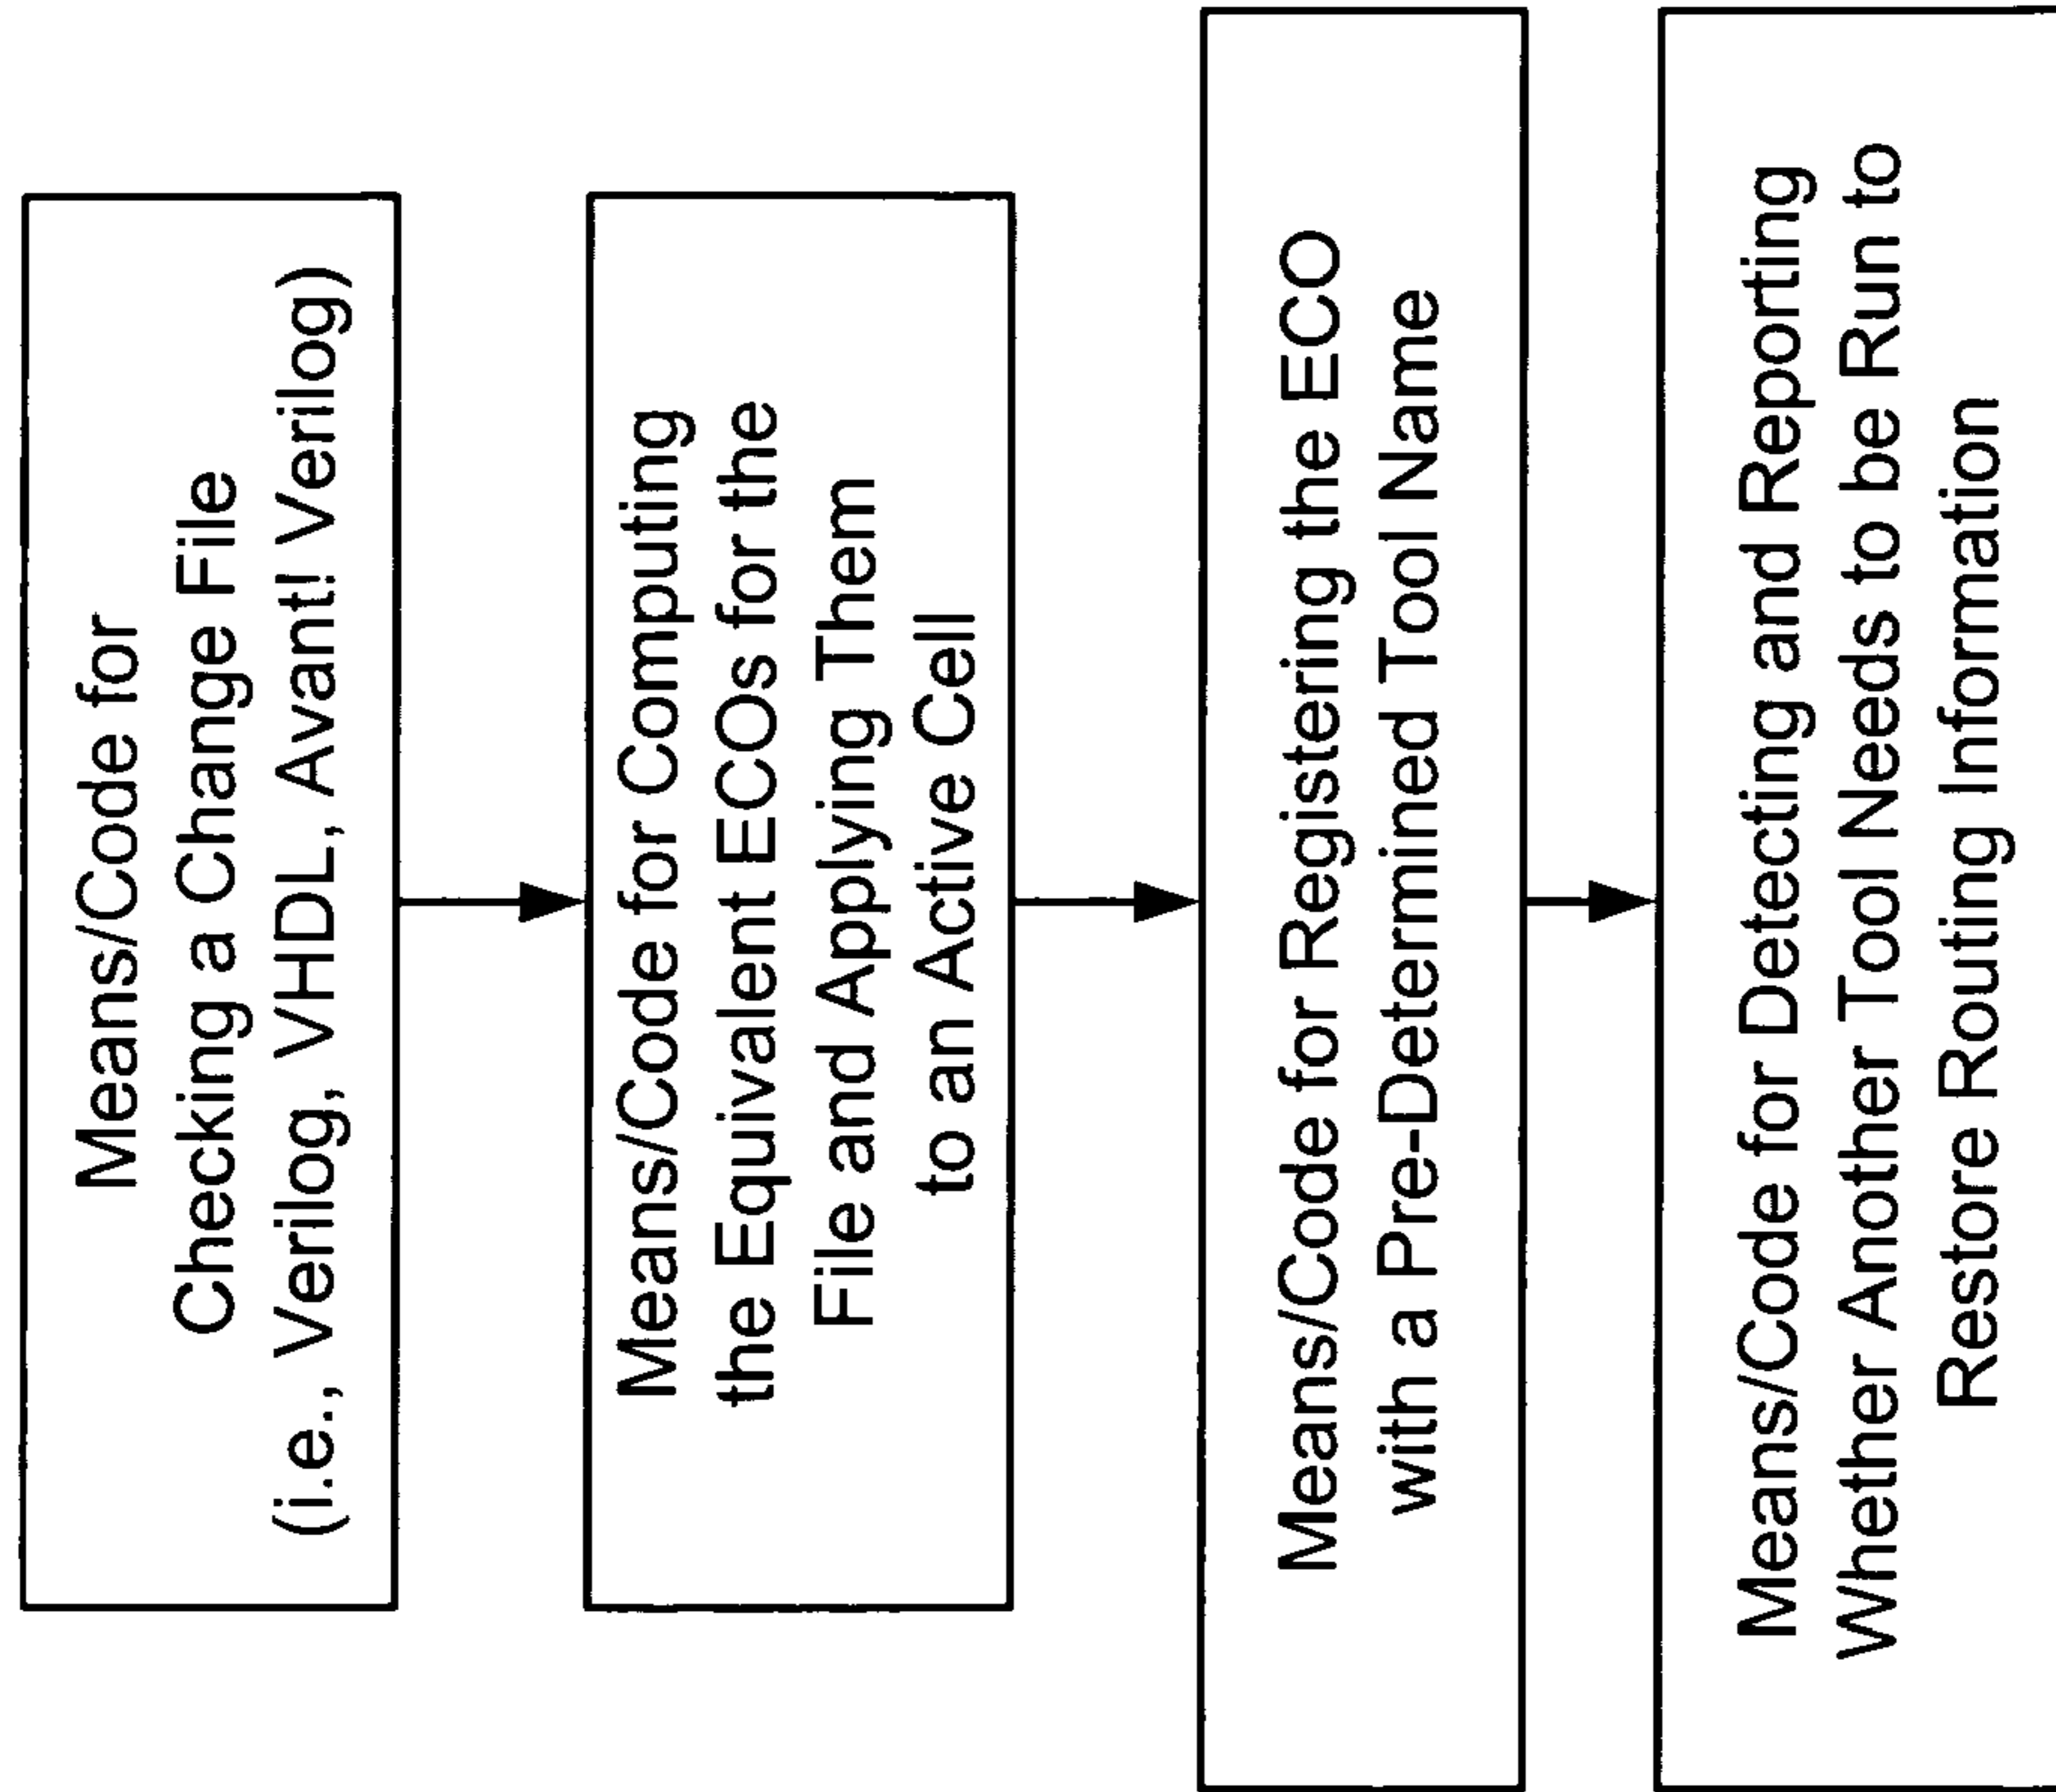 Means/Code for
Checking a Change File
(i.e., Verilog, VHDL, Avant! Verilog)
Means/Code for Computing
the Equivalent ECOs for the
File and Applying Them
to an Active Cell
Means/Code for Registering the ECO
with a Pre-Determined Tool Name
Means/Code for Detecting and Reporting
Whether Another Tool Needs to be Run to
Restore Routing Information